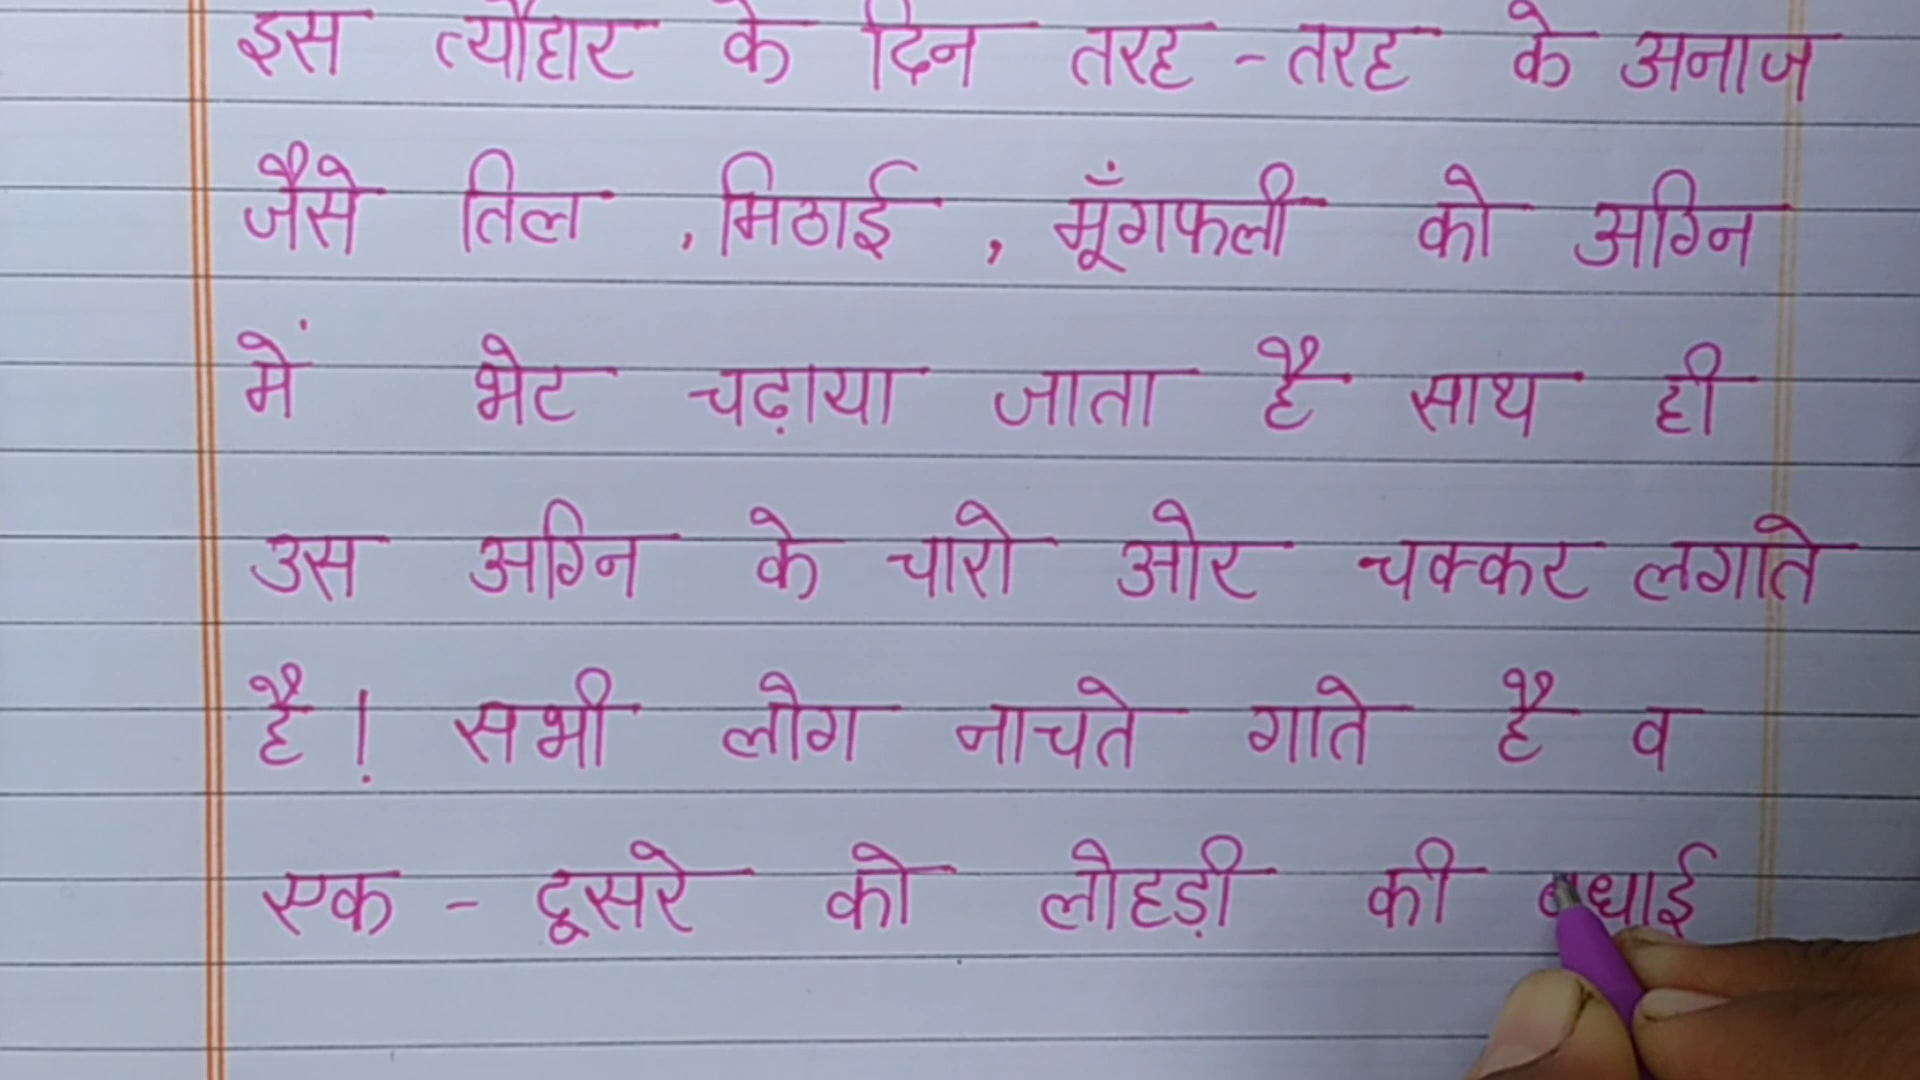 इस त्यौहार के दिन तरह - तरह के अनाज
जैसे तिल , मिठाई , मूँगफली को अग्नि
में भेट चढ़ाया जाता है साथ ही
उस अग्नि के चारो ओर चक्कर लगाते
है ! सभी लोग नाचते गाते है व
एक - दूसरे को लोहड़ी की बधाई